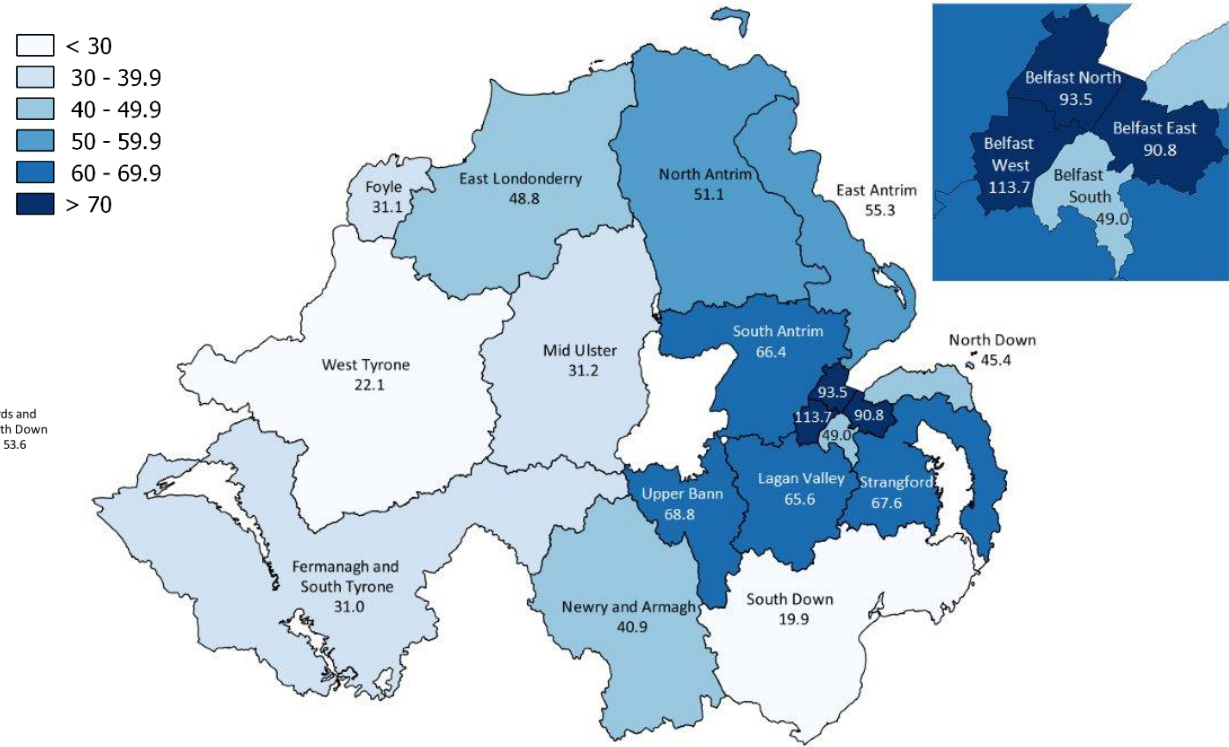 < 30
30 - 39.9
40 - 49.9
50 - 59.9
60 - 69.9
> 70
Belfast North
93.5
Belfast East
90.8
Belfast
West
113.7
Belfast
South
49.0
Foyle
31.1
East Londonderry
48.8
North Antrim
51.1
East Antrim
55.3
South Antrim
66.4
North Down
45.4
Mid Ulster
31.2
West Tyrone
22.1
93.5
113.7
90.8
49.0
rds and
rth Down
53.6
Upper Bann
68.8
Lagan Valley
65.6
Strangford
67.6
Fermanagh and
South Tyrone
31.0
Newry and Armagh
40.9
South Down
19.9